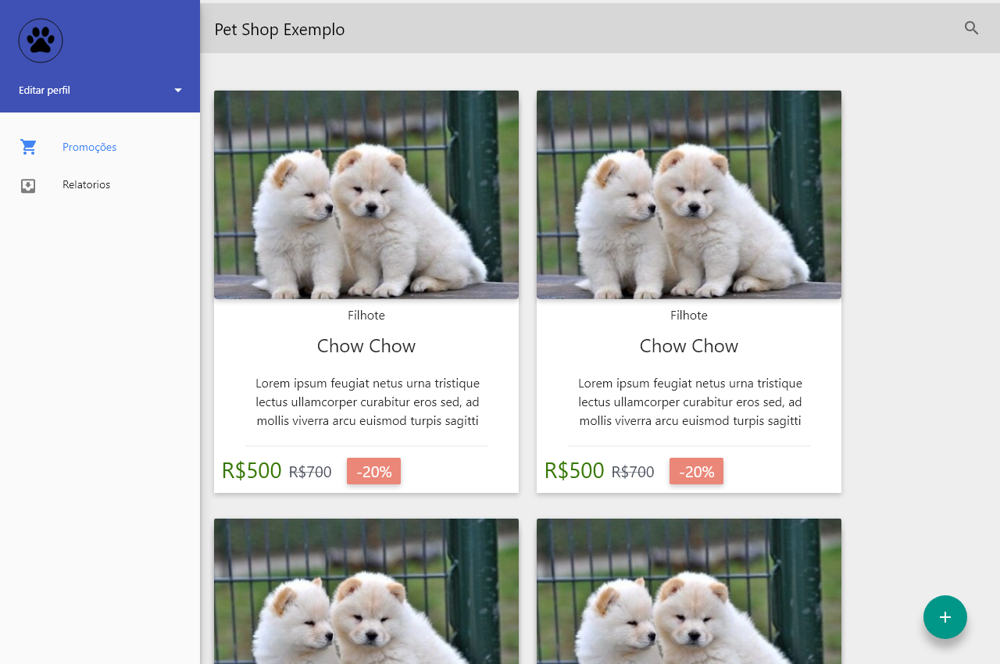 Pet Shop Exemplo
Editar perfil
Promoções
Relatorios
Filhote
Chow Chow
Lorem ipsum feugiat netus urna tristique
lectus ullamcorper curabitur eros sed, ad
mollis viverra arcu euismod turpis sagitti
R$500 R$700 -20%
Filhote
Chow Chow
Lorem ipsum feugiat netus urna tristique
lectus ullamcorper curabitur eros sed, ad
mollis viverra arcu euismod turpis sagitti
R$500 R$700 -20%